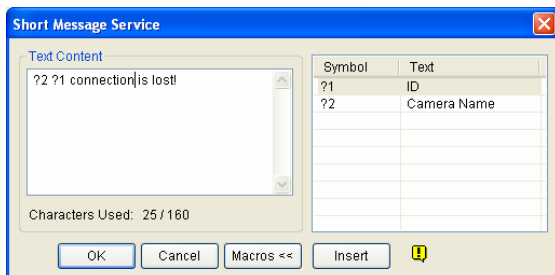 Short Message Service
Text Content
?2 ?1 connection is lost!
Characters Used: 25 / 160
Symbol Text
?1 ID
?2 Camera Name
OK Cancel Macros << Insert